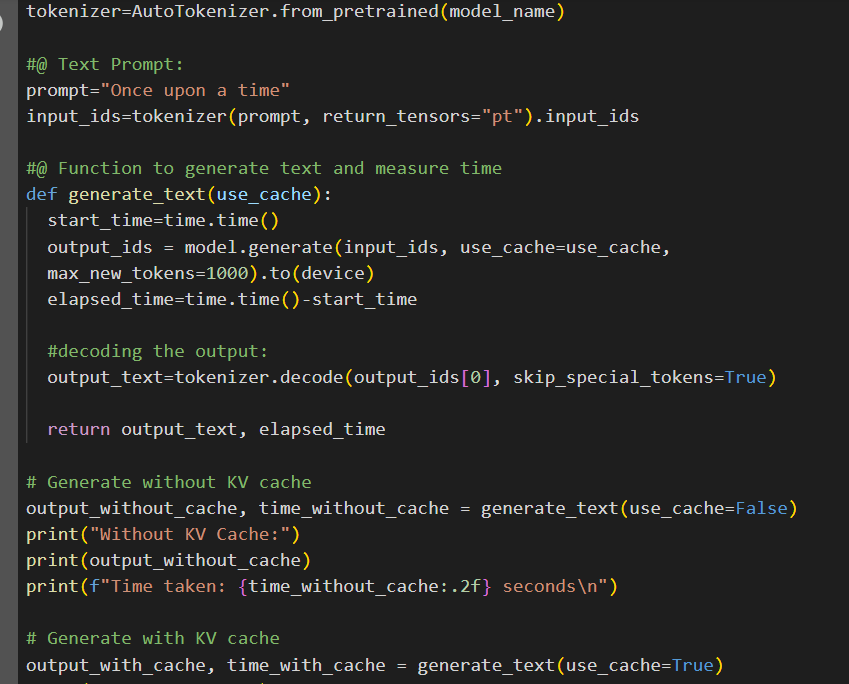 tokenizer=AutoTokenizer.from_pretrained(model_name)
#@ Text Prompt:
prompt="Once upon a time"
input_ids=tokenizer(prompt, return_tensors="pt").input_ids
#@ Function to generate text and measure time
def generate_text(use_cache):
start_time=time.time()
output_ids = model.generate(input_ids, use_cache=use_cache,
max_new_tokens=1000).to(device)
elapsed_time=time.time()-start_time
#decoding the output:
output_text=tokenizer.decode(output_ids[0], skip_special_tokens=True)
return output_text, elapsed_time
# Generate without KV cache
output_without_cache, time_without_cache = generate_text(use_cache=False)
print("Without KV Cache:")
print(output_without_cache)
print(f"Time taken: {time_without_cache:.2f} seconds\n")
# Generate with KV cache
output_with_cache, time_with_cache = generate_text(use_cache=True)